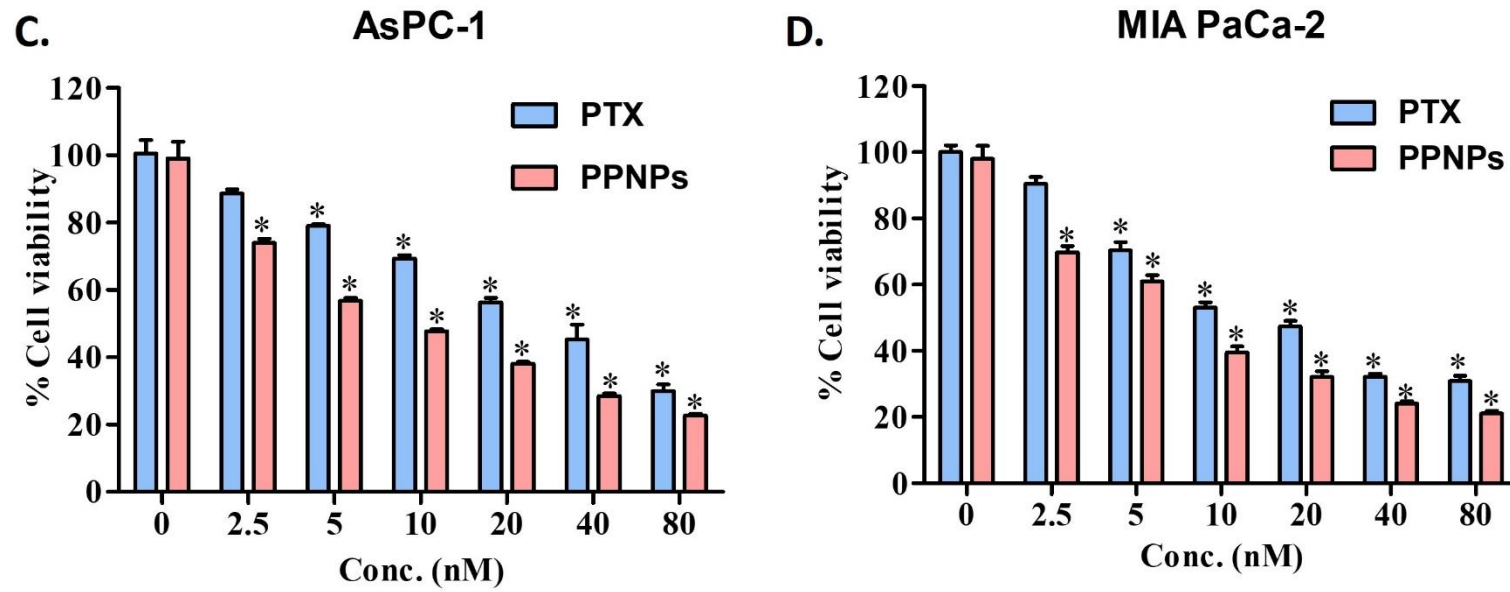 C.
AsPC-1
120
100
80
60
40
20
0
% Cell viability
PTX
PPNPs
* * * * * * * * * * *
0 2.5 5 10 20 40 80
Conc. (nM)
D.
MIA PaCa-2
120
100
80
60
40
20
0
% Cell viability
PTX
PPNPs
* * * * * * * * * * *
0 2.5 5 10 20 40 80
Conc. (nM)